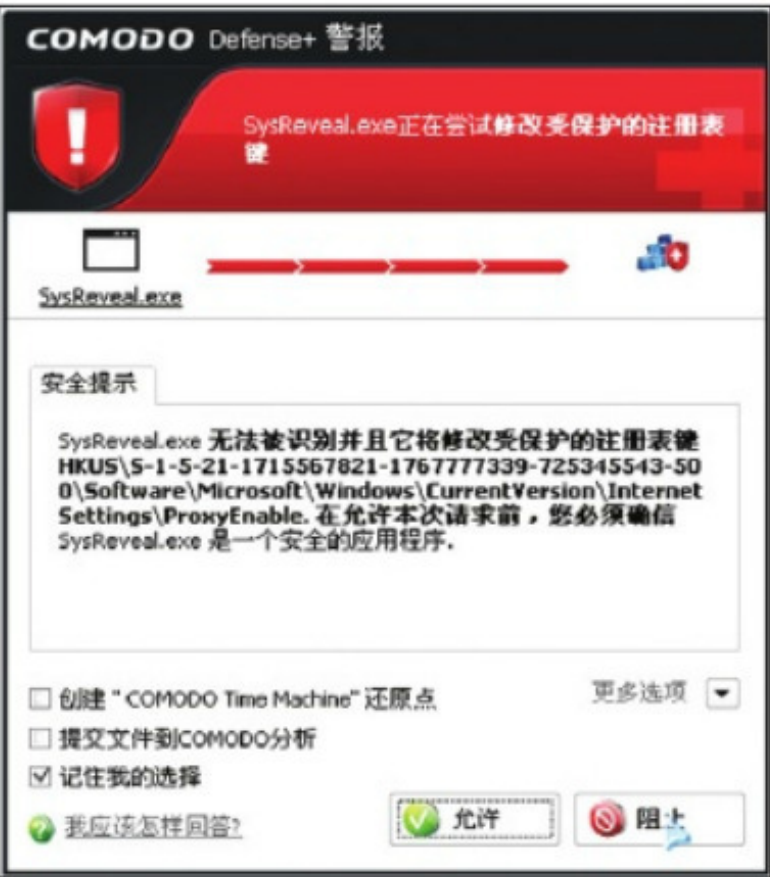 COMODO Defense+ 警报
SysReveal.exe正在尝试修改受保护的注册表
键
SysReveal.exe
安全提示
SysReveal.exe 无法被识别并且它将修改受保护的注册表键
HKUS\S-1-5-21-1715567821-1767777339-725345543-50
0\Software\Microsoft\Windows\CurrentVersion\Internet
Settings\ProxyEnable. 在允许本次请求前，您必须确信
SysReveal.exe 是一个安全的应用程序.
创建 " COMODO Time Machine" 还原点
更多选项
提交文件到COMODO分析
记住我的选择
我应该怎样回答?
允许
阻止